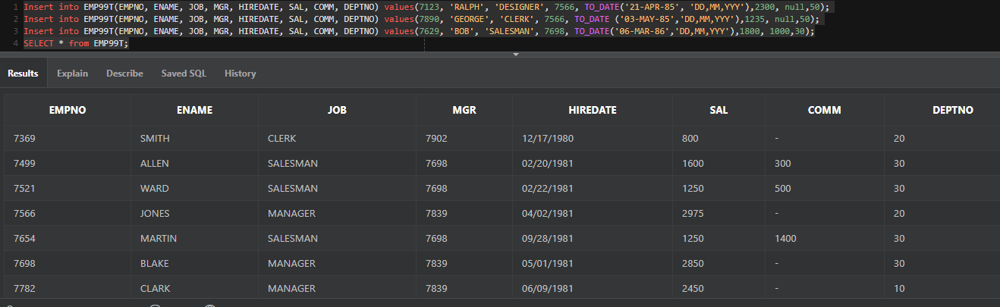 1 Insert into EMP99T(EMPNO, ENAME, JOB, MGR, HIREDATE, SAL, COMM, DEPTNO) values(7123, 'RALPH', 'DESIGNER', 7566, TO_DATE('21-APR-85', 'DD,MM,YYY'),2300, null,50);
2 Insert into EMP99T(EMPNO, ENAME, JOB, MGR, HIREDATE, SAL, COMM, DEPTNO) values(7890, 'GEORGE', 'CLERK', 7566, TO_DATE ('03-MAY-85','DD,MM,YYY'),1235, null,50);
3 Insert into EMP99T(EMPNO, ENAME, JOB, MGR, HIREDATE, SAL, COMM, DEPTNO) values(7629, 'BOB', 'SALESMAN', 7698, TO_DATE('06-MAR-86','DD,MM,YYY'),1800, 1000,30);
4 SELECT * from EMP99T;
Results Explain Describe Saved SQL History
EMPNO ENAME JOB MGR HIREDATE SAL COMM DEPTNO
7369 SMITH CLERK 7902 12/17/1980 800 - 20
7499 ALLEN SALESMAN 7698 02/20/1981 1600 300 30
7521 WARD SALESMAN 7698 02/22/1981 1250 500 30
7566 JONES MANAGER 7839 04/02/1981 2975 - 20
7654 MARTIN SALESMAN 7698 09/28/1981 1250 1400 30
7698 BLAKE MANAGER 7839 05/01/1981 2850 - 30
7782 CLARK MANAGER 7839 06/09/1981 2450 - 10